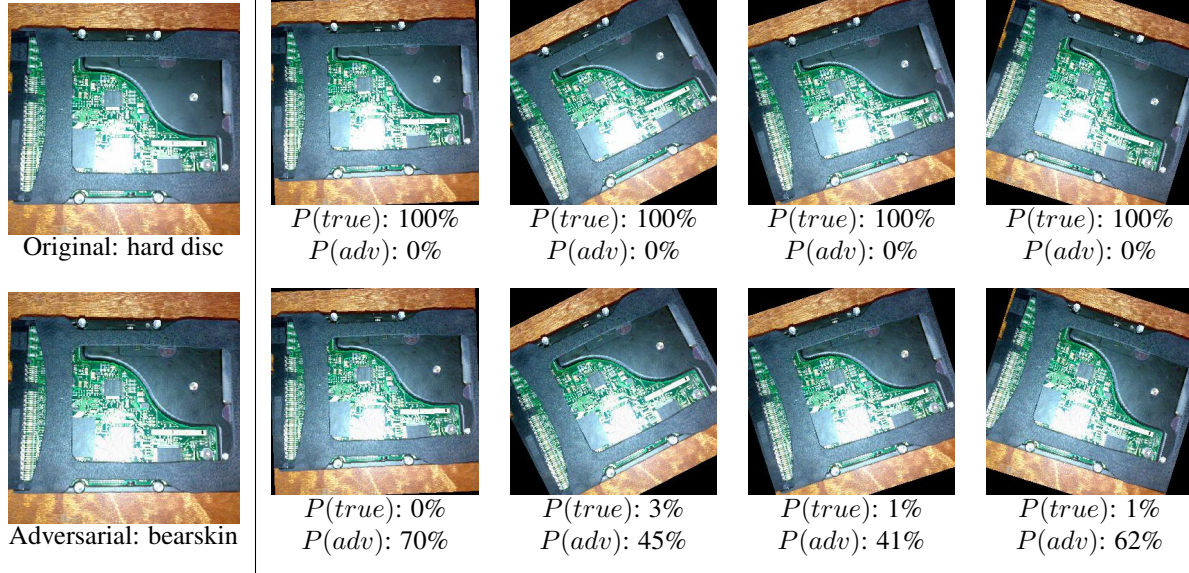 P(true): 100% P(true): 100% P(true): 100% P(true): 100%
Original: hard disc P(adv): 0% P(adv): 0% P(adv): 0% P(adv): 0%
P(true): 0% P(true): 3% P(true): 1% P(true): 1%
Adversarial: bearskin P(adv): 70% P(adv): 45% P(adv): 41% P(adv): 62%